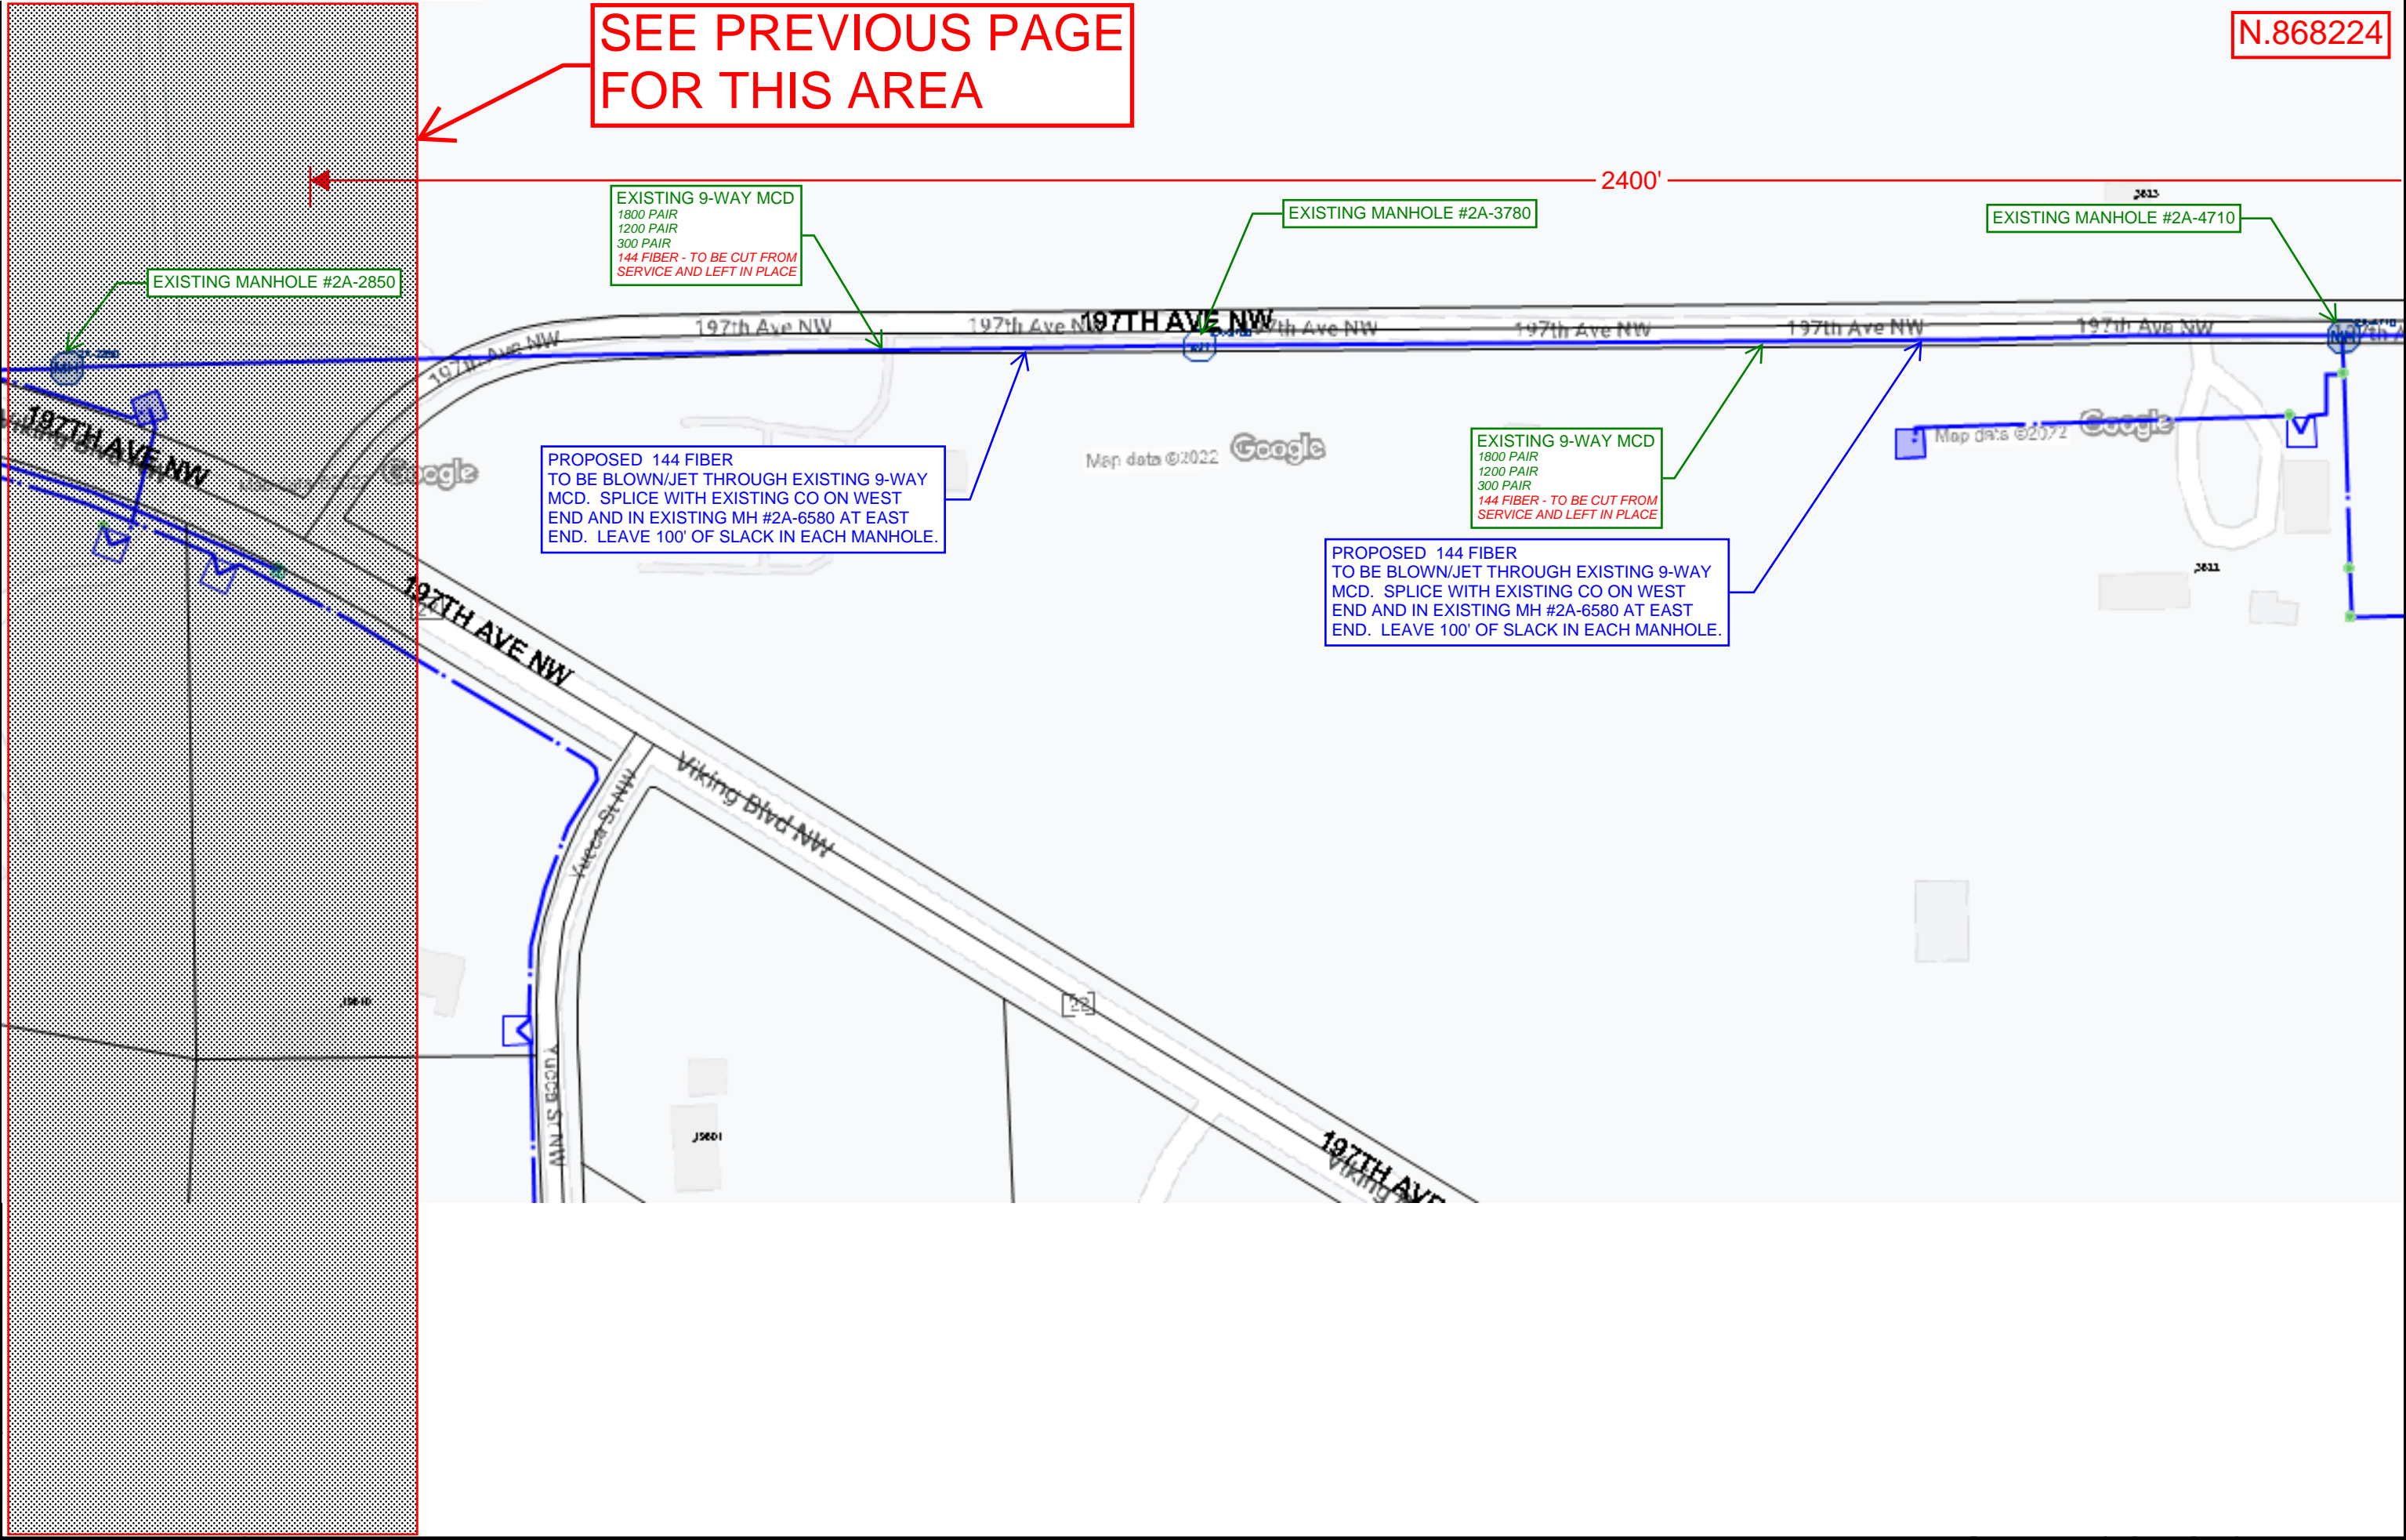 SEE PREVIOUS PAGE
FOR THIS AREA
N.868224
2400'
EXISTING 9-WAY MCD
1800 PAIR
1200 PAIR
300 PAIR
144 FIBER - TO BE CUT FROM
SERVICE AND LEFT IN PLACE
EXISTING MANHOLE #2A-3780
EXISTING MANHOLE #2A-4710
EXISTING MANHOLE #2A-2850
197TH AVE NW
197th Ave NW
197th Ave NW
197th Ave NW
197th Ave NW
197th Ave NW
197th Ave NW
197TH AVE NW
Google
Map data ©2022 Google
Map data ©2022 Google
PROPOSED 144 FIBER
TO BE BLOWN/JET THROUGH EXISTING 9-WAY
MCD. SPLICE WITH EXISTING CO ON WEST
END AND IN EXISTING MH #2A-6580 AT EAST
END. LEAVE 100' OF SLACK IN EACH MANHOLE.
EXISTING 9-WAY MCD
1800 PAIR
1200 PAIR
300 PAIR
144 FIBER - TO BE CUT FROM
SERVICE AND LEFT IN PLACE
PROPOSED 144 FIBER
TO BE BLOWN/JET THROUGH EXISTING 9-WAY
MCD. SPLICE WITH EXISTING CO ON WEST
END AND IN EXISTING MH #2A-6580 AT EAST
END. LEAVE 100' OF SLACK IN EACH MANHOLE.
197TH AVE NW
Viking Blvd NW
Yucca St NW
Yucca St NW
22
197TH AVE
Viking